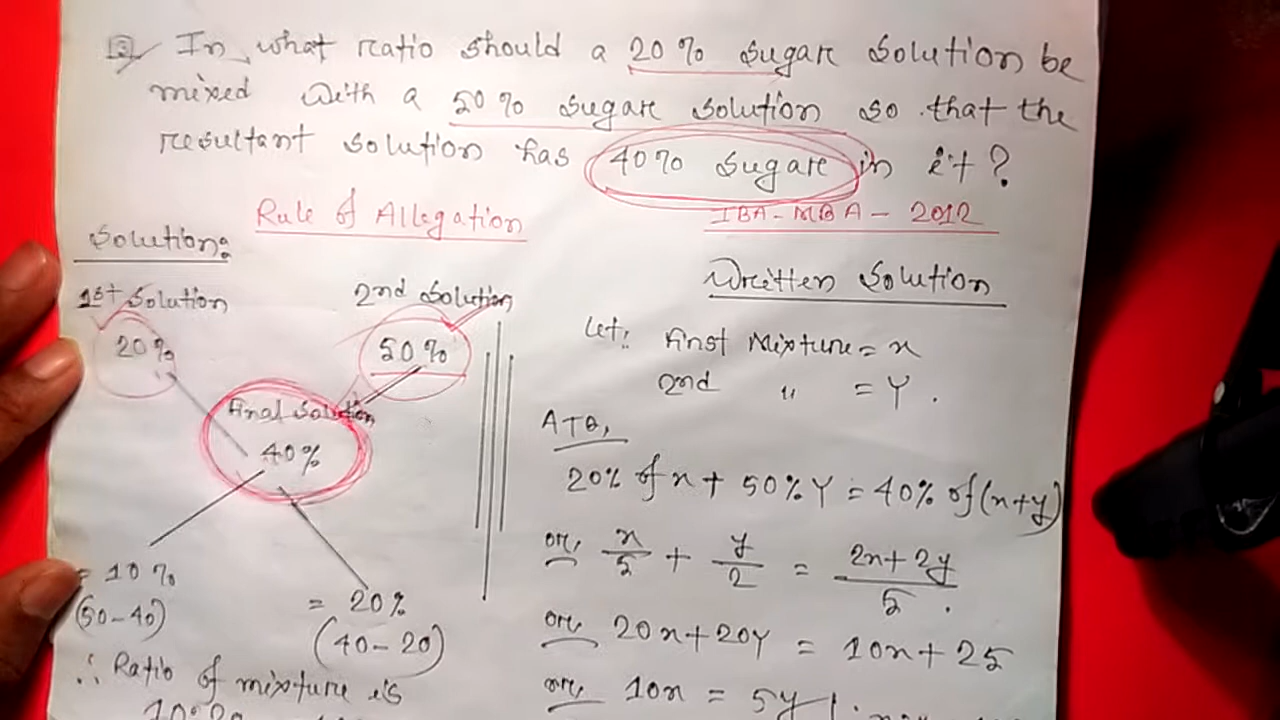 Q In what ratio should a 20% sugar solution be
mixed with a 50% sugar solution so that the
resultant solution has 40% sugar in it?
Rule of Allegation
IBA-MBA-2012
Solution:
1st Solution
2nd Solution
20%
50%
Final Solution
40%
= 10%
(50-40)
= 20%
(40-20)
∴ Ratio of mixture is
Written Solution
Let: First Mixture = x
2nd " = Y.
ATQ,
20% of x + 50% Y = 40% of (x+y)
or, x/5 + y/2 = 2x+2y/5.
or, 20x+20Y = 10x+25
or, 10x = 5y